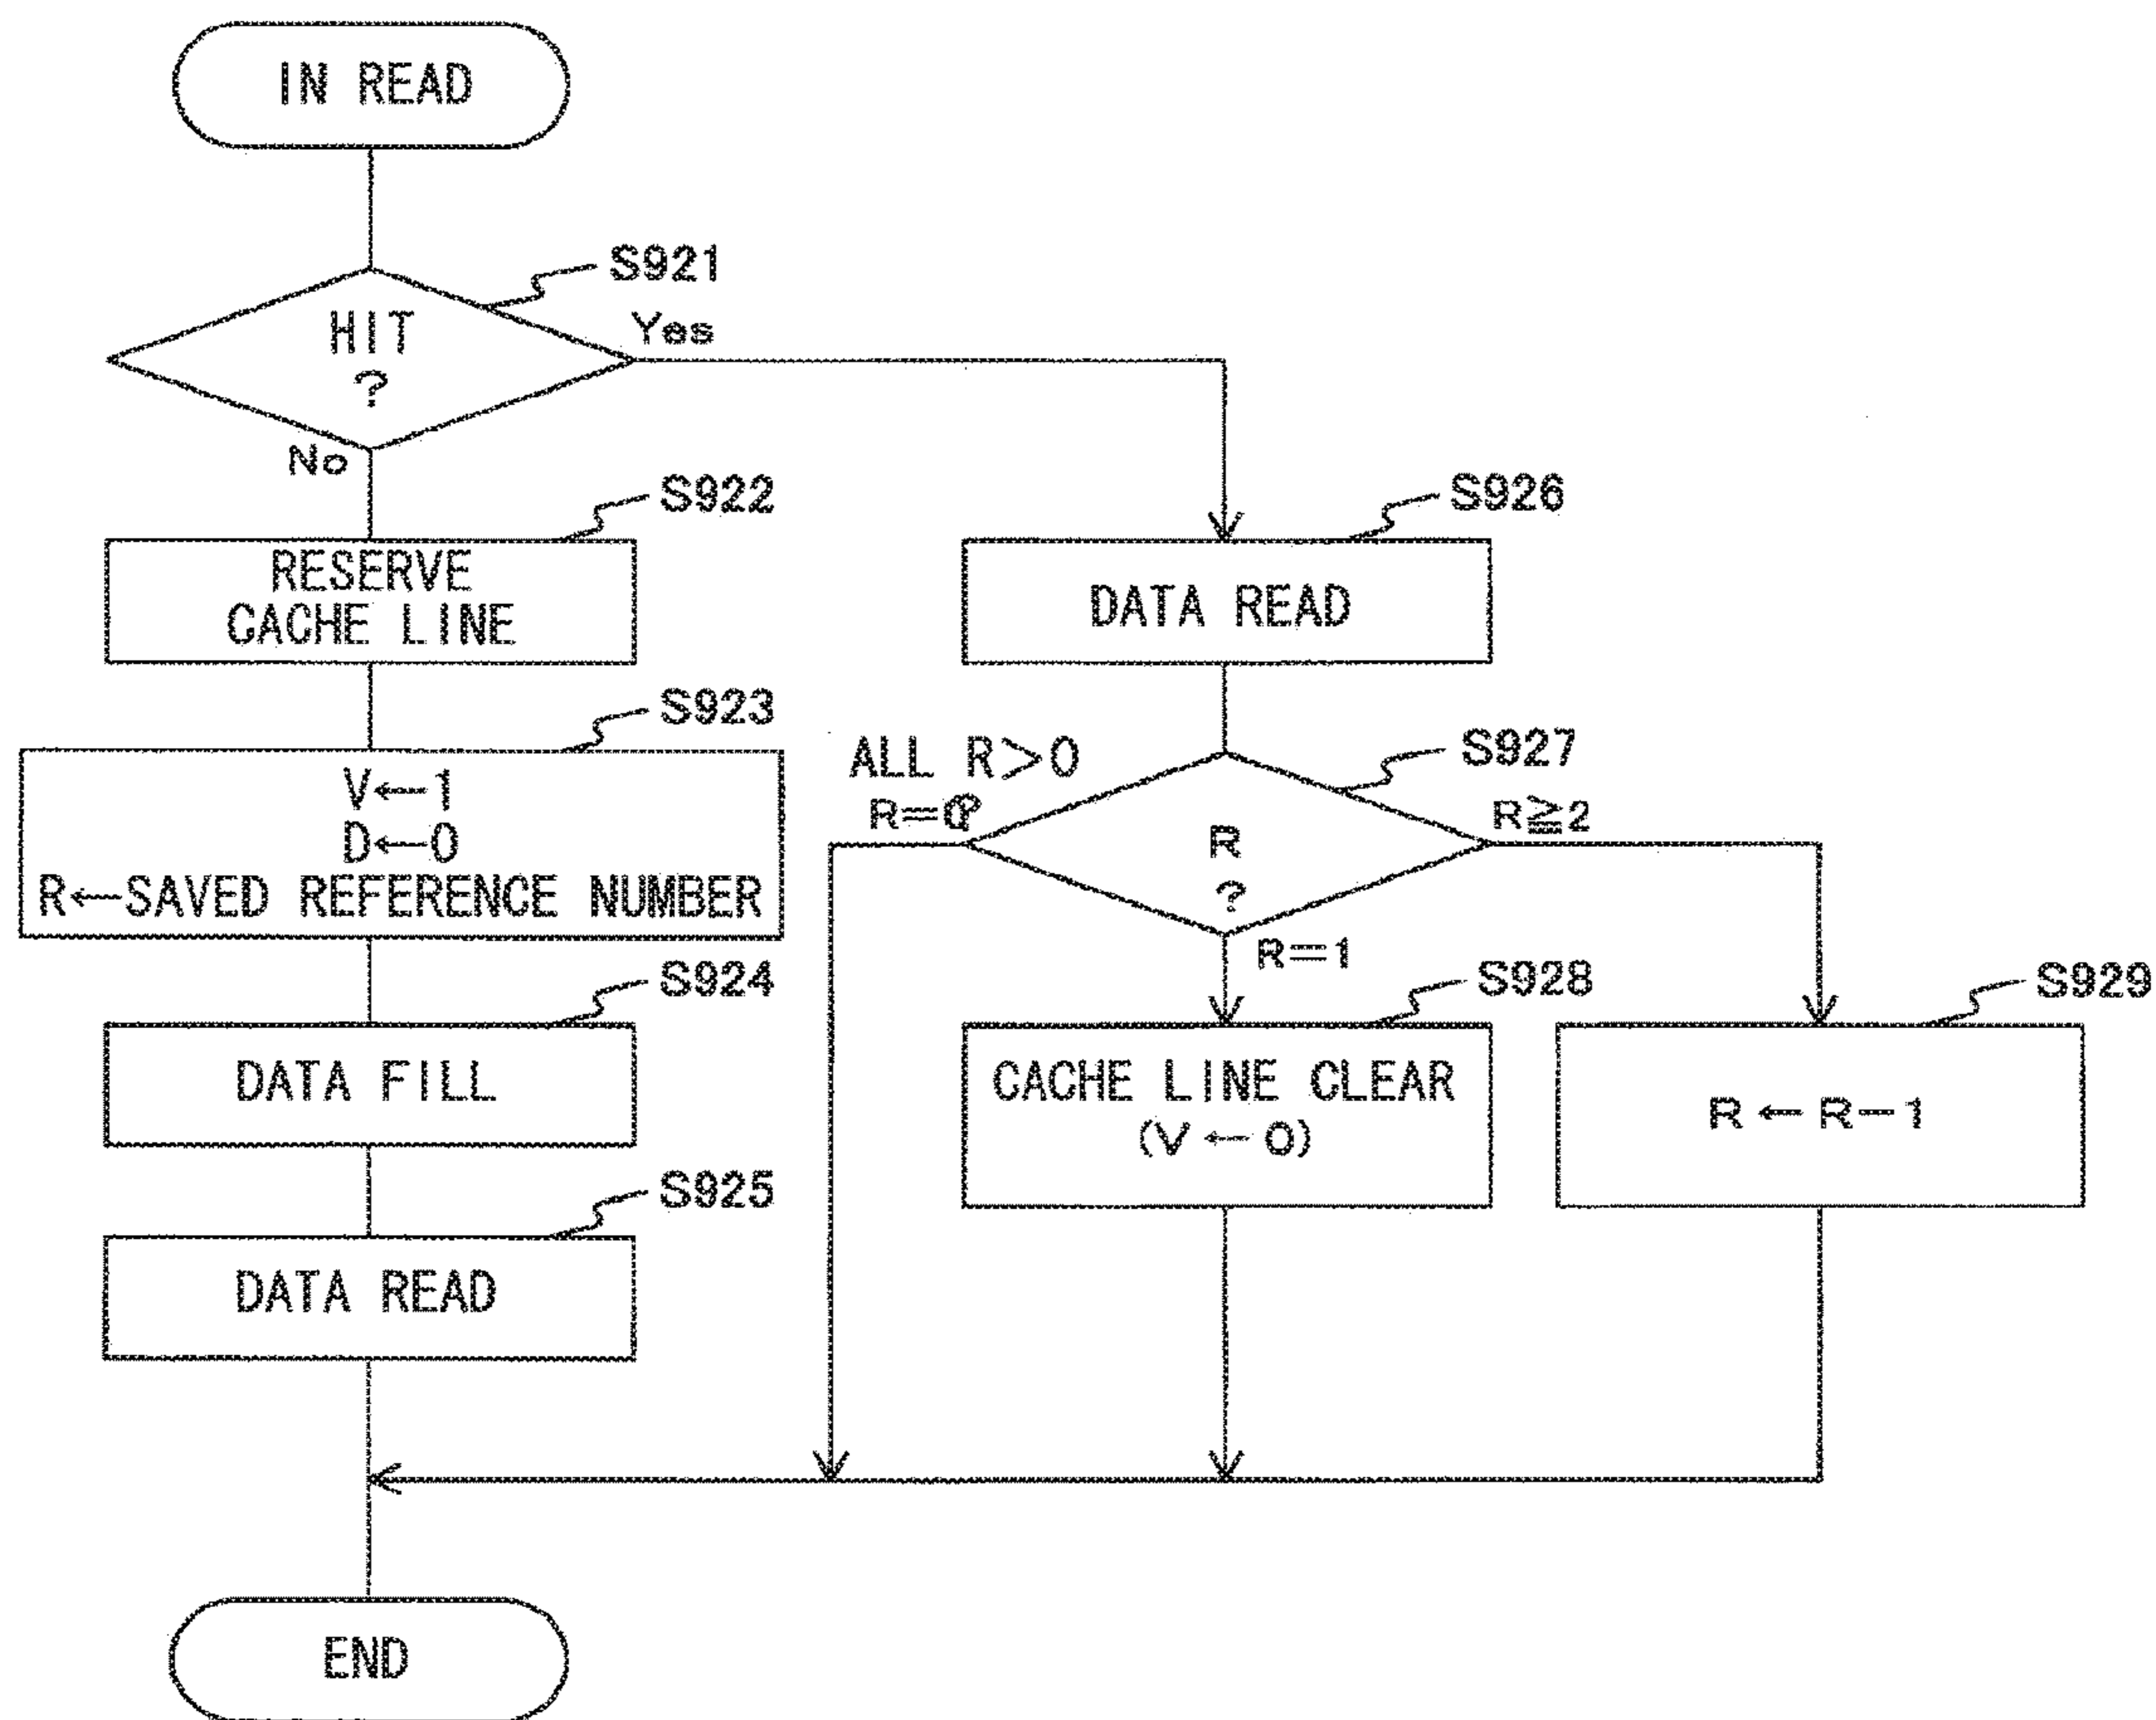 IN READ
S921
HIT
?
Yes
No
S922
RESERVE
CACHE LINE
S923
V←1
D←0
R←SAVED REFERENCE NUMBER
S924
DATA FILL
S925
DATA READ
S926
DATA READ
S927
ALL R>0
R=0?
R
?
R≧2
R=1
S928
CACHE LINE CLEAR
(V←0)
S929
R←R−1
END